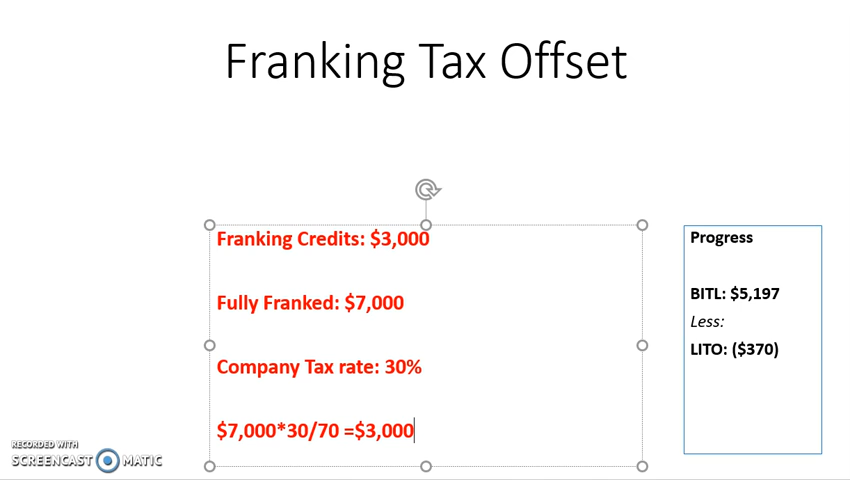 Franking Tax Offset
Franking Credits: $3,000
Fully Franked: $7,000
Company Tax rate: 30%
$7,000*30/70 =$3,000
Progress
BITL: $5,197
Less:
LITO: ($370)
RECORDED WITH
SCREENCAST MATIC